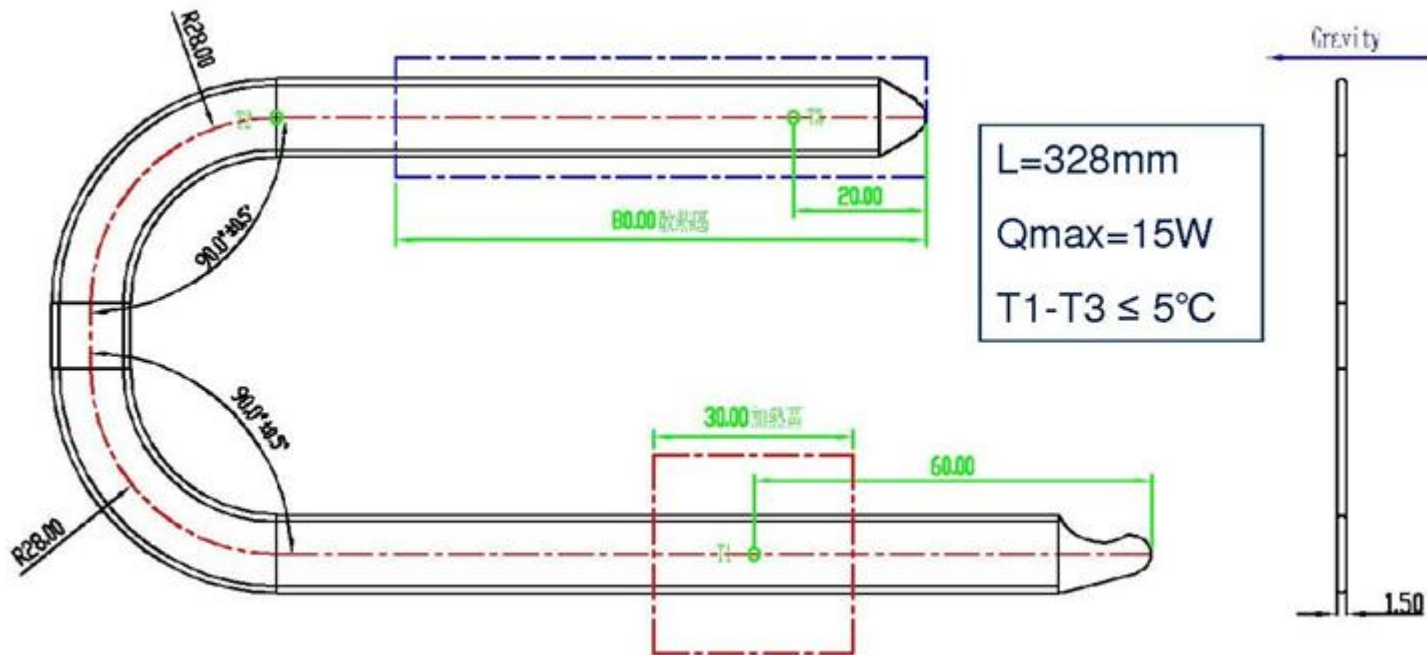 R28.00
Gravity
T2
T3
L=328mm
Qmax=15W
T1-T3 ≤ 5°C
20.00
80.00
90.0°±0.5°
90.0°±0.5°
30.00
60.00
T1
R28.00
1.50